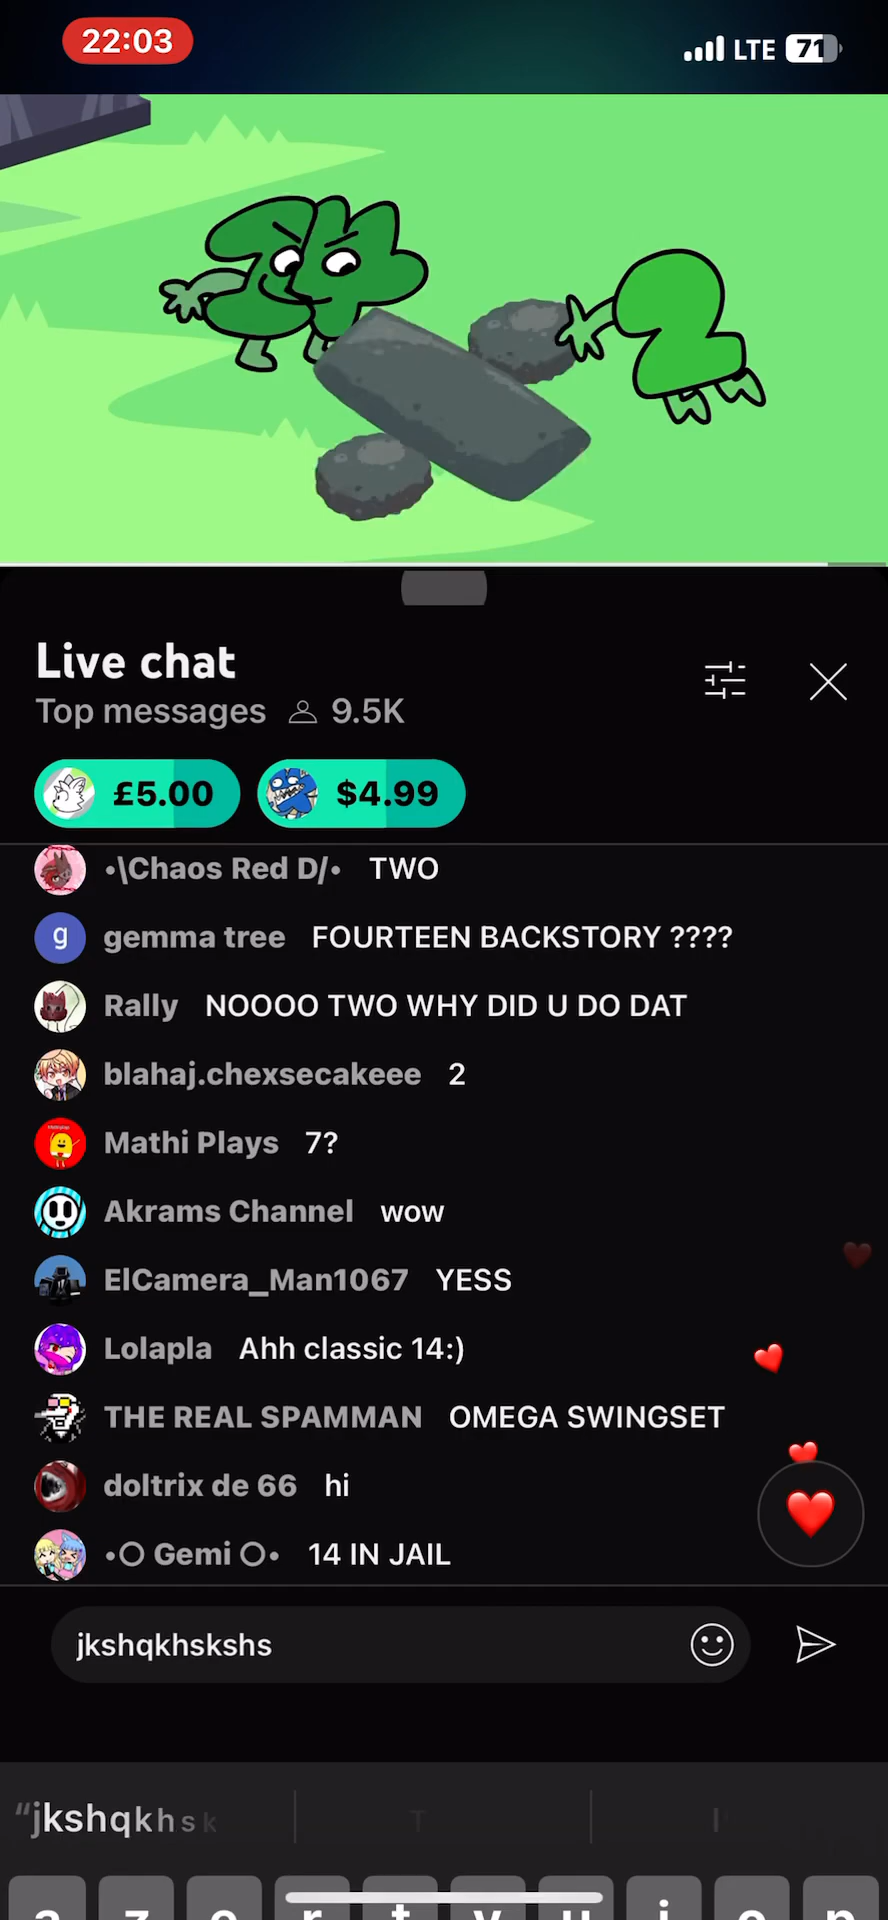 22:03
LTE 71
Live chat
Top messages 9.5K
£5.00 $4.99
•\Chaos Red D/• TWO
g gemma tree FOURTEEN BACKSTORY ????
Rally NOOOO TWO WHY DID U DO DAT
blahaj.chexsecakeee 2
Mathi Plays 7?
Akrams Channel wow
ElCamera_Man1067 YESS
Lolapla Ahh classic 14:)
THE REAL SPAMMAN OMEGA SWINGSET
doltrix de 66 hi
•O Gemi O• 14 IN JAIL
jkshqkhskshs
“jkshqkhsk T I'
a z e r t y u i o p